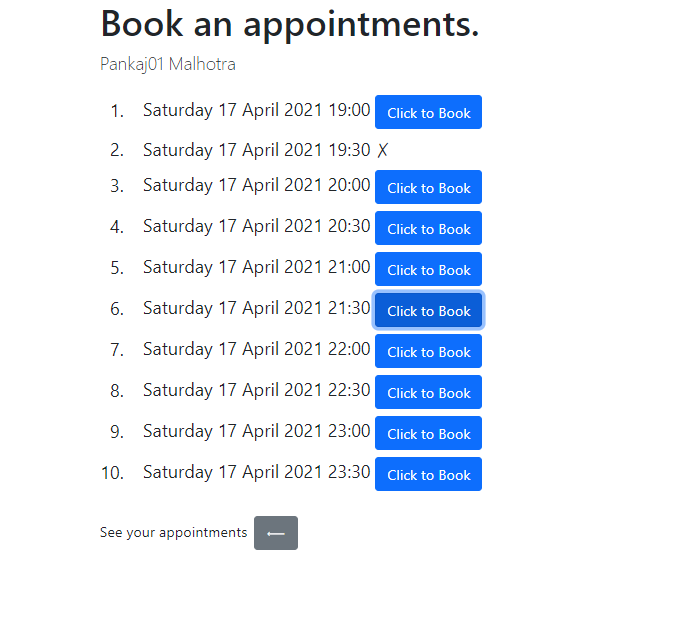 Book an appointments.
Pankaj01 Malhotra
1. Saturday 17 April 2021 19:00 Click to Book
2. Saturday 17 April 2021 19:30 ✗
3. Saturday 17 April 2021 20:00 Click to Book
4. Saturday 17 April 2021 20:30 Click to Book
5. Saturday 17 April 2021 21:00 Click to Book
6. Saturday 17 April 2021 21:30 Click to Book
7. Saturday 17 April 2021 22:00 Click to Book
8. Saturday 17 April 2021 22:30 Click to Book
9. Saturday 17 April 2021 23:00 Click to Book
10. Saturday 17 April 2021 23:30 Click to Book
See your appointments ⟵